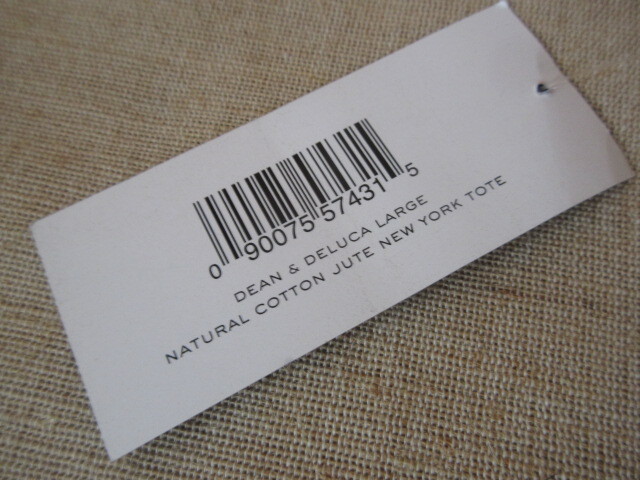 0 90075 57431 5
DEAN & DELUCA LARGE
NATURAL COTTON JUTE NEW YORK TOTE